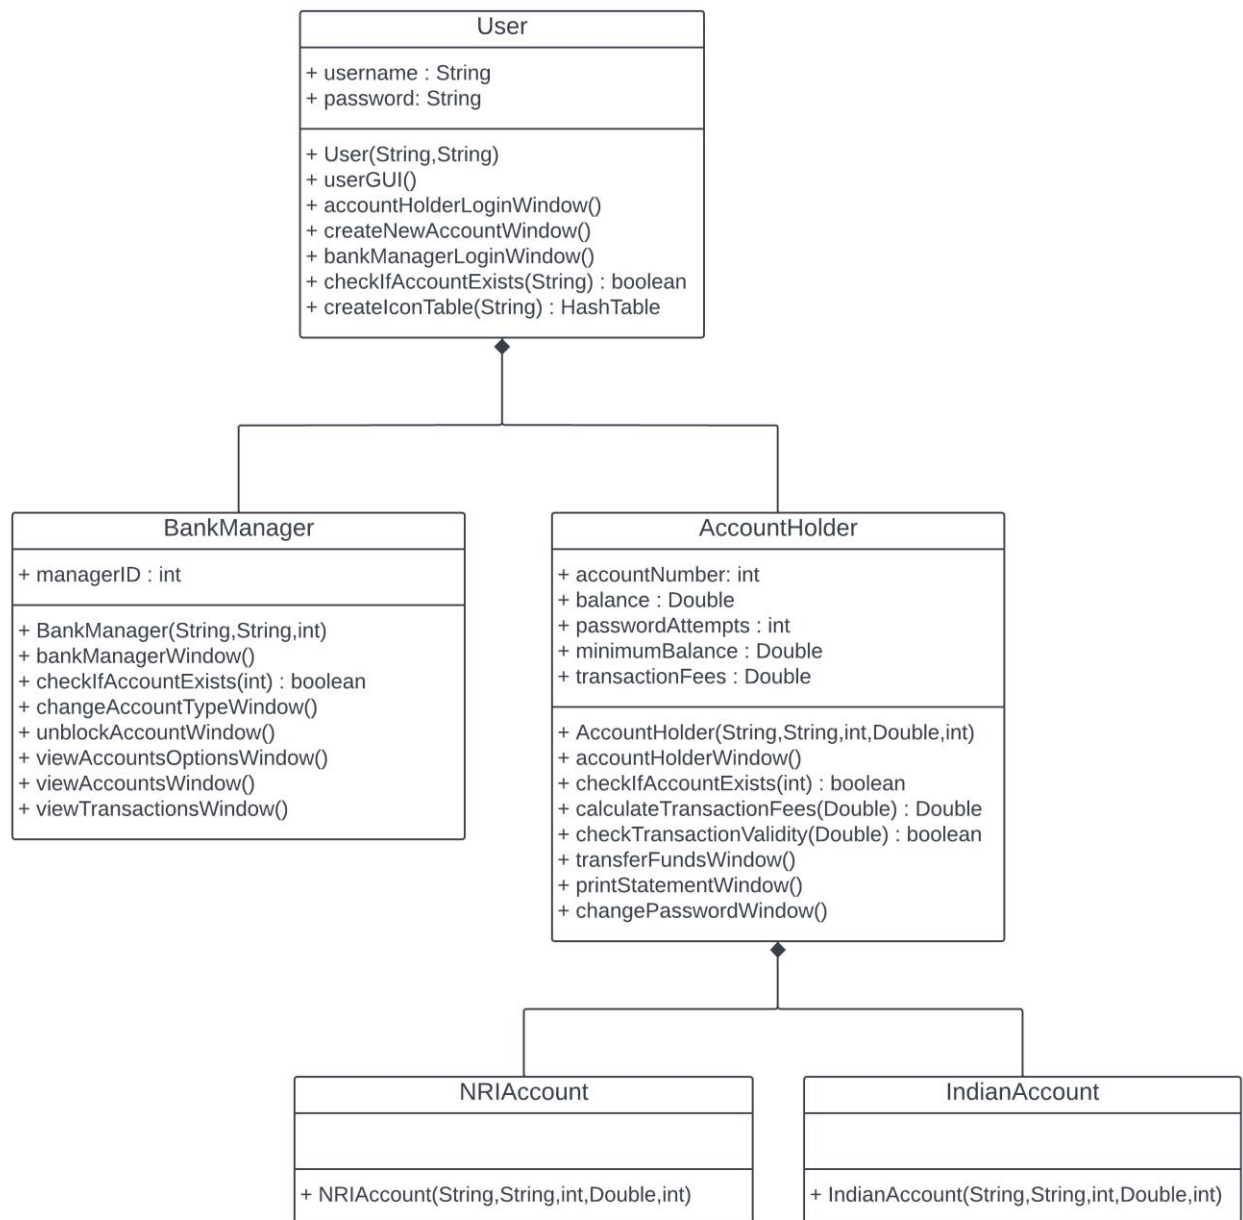 User
+ username : String
+ password: String
+ User(String,String)
+ userGUI()
+ accountHolderLoginWindow()
+ createNewAccountWindow()
+ bankManagerLoginWindow()
+ checkIfAccountExists(String) : boolean
+ createIconTable(String) : HashTable
BankManager
+ managerID : int
+ BankManager(String,String,int)
+ bankManagerWindow()
+ checkIfAccountExists(int) : boolean
+ changeAccountTypeWindow()
+ unblockAccountWindow()
+ viewAccountsOptionsWindow()
+ viewAccountsWindow()
+ viewTransactionsWindow()
AccountHolder
+ accountNumber: int
+ balance : Double
+ passwordAttempts : int
+ minimumBalance : Double
+ transactionFees : Double
+ AccountHolder(String,String,int,Double,int)
+ accountHolderWindow()
+ checkIfAccountExists(int) : boolean
+ calculateTransactionFees(Double) : Double
+ checkTransactionValidity(Double) : boolean
+ transferFundsWindow()
+ printStatementWindow()
+ changePasswordWindow()
NRIAccount
+ NRIAccount(String,String,int,Double,int)
IndianAccount
+ IndianAccount(String,String,int,Double,int)